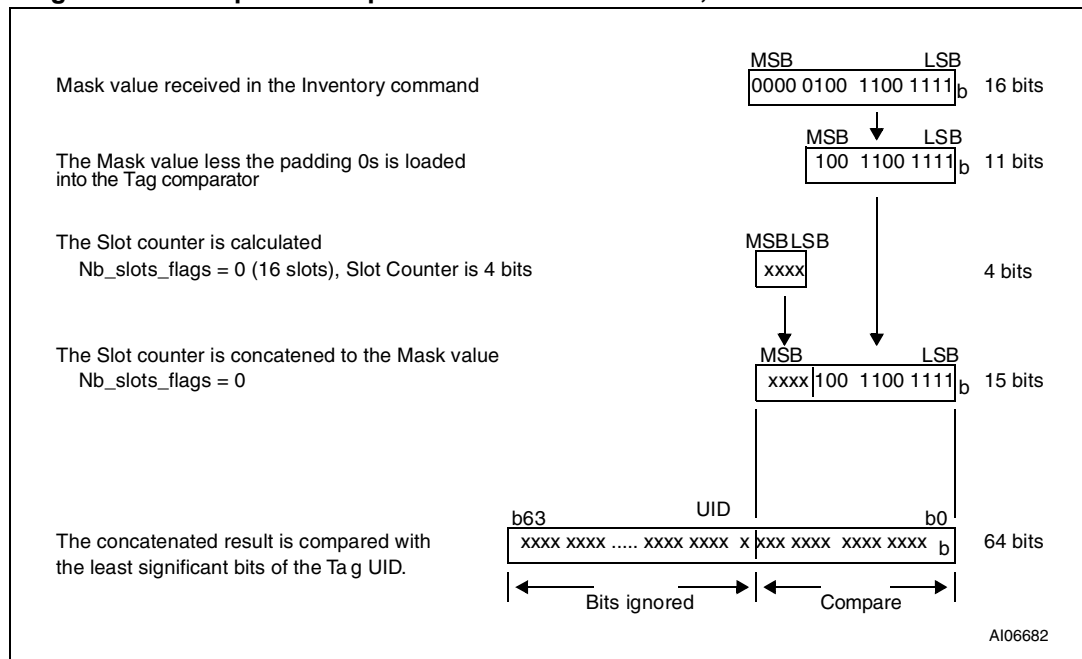 MSB LSB
Mask value received in the Inventory command 0000 0100 1100 1111 b 16 bits
MSB LSB
The Mask value less the padding 0s is loaded
into the Tag comparator
100 1100 1111 b 11 bits
The Slot counter is calculated
MSB LSB
Nb_slots_flags = 0 (16 slots), Slot Counter is 4 bits xxxx 4 bits
The Slot counter is concatened to the Mask value
MSB LSB
Nb_slots_flags = 0 xxxx 100 1100 1111 b 15 bits
UID
b63 b0
The concatenated result is compared with xxxx xxxx ..... xxxx xxxx x xxx xxxx xxxx xxxx b 64 bits
the least significant bits of the Ta g UID.
Bits ignored Compare
AI06682